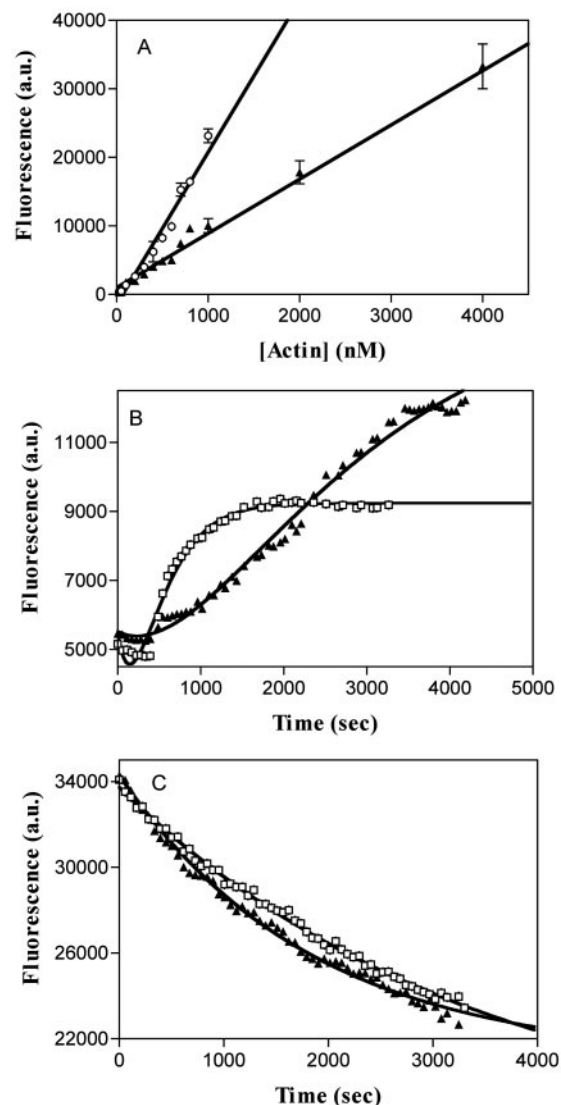 A
Fluorescence (a.u.)
40000
30000
20000
10000
0
0 1000 2000 3000 4000
[Actin] (nM)
B
Fluorescence (a.u.)
11000
9000
7000
5000
0 1000 2000 3000 4000 5000
Time (sec)
C
Fluorescence (a.u.)
34000
30000
26000
22000
0 1000 2000 3000 4000
Time (sec)